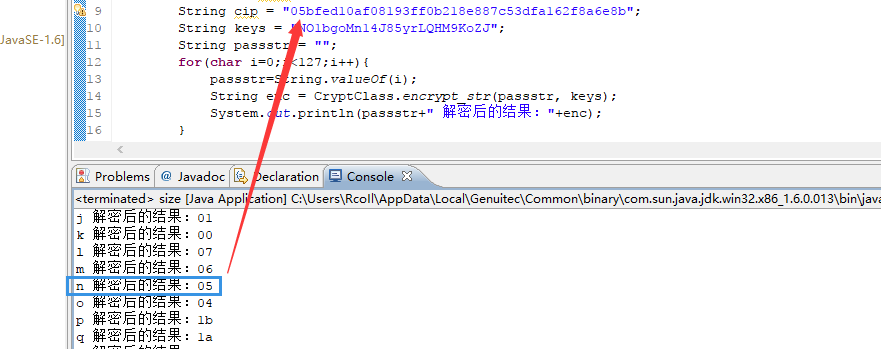 9 String cip = "05bfed10af08193ff0b218e887c53dfa162f8a6e8b";
JavaSE-1.6]
10 String keys = "NO1bgoMn14J85yrLQHM9KoZJ";
11 String passstr = "";
12 for(char i=0;i<127;i++){
13 passstr=String.valueOf(i);
14 String enc = CryptClass.encrypt_str(passstr, keys);
15 System.out.println(passstr+" 解密后的结果："+enc);
16 }
Problems @ Javadoc Declaration Console
<terminated> size [Java Application] C:\Users\Rcoll\AppData\Local\Genuitec\Common\binary\com.sun.java.jdk.win32.x86_1.6.0.013\bin\java
j 解密后的结果：01
k 解密后的结果：00
l 解密后的结果：07
m 解密后的结果：06
n 解密后的结果：05
o 解密后的结果：04
p 解密后的结果：1b
q 解密后的结果：1a